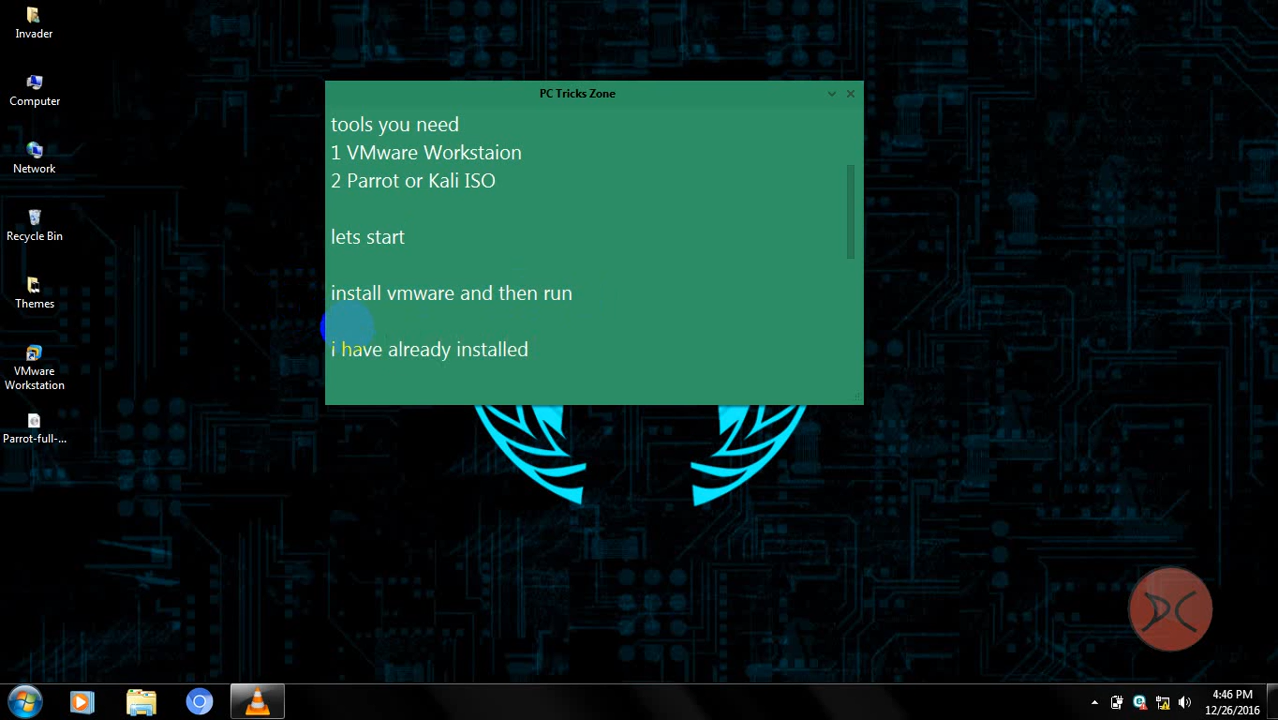 Invader
Computer
Network
Recycle Bin
Themes
VMware
Workstation
Parrot-full-...
PC Tricks Zone
tools you need
1 VMware Workstaion
2 Parrot or Kali ISO
lets start
install vmware and then run
i have already installed
DC
4:46 PM
12/26/2016